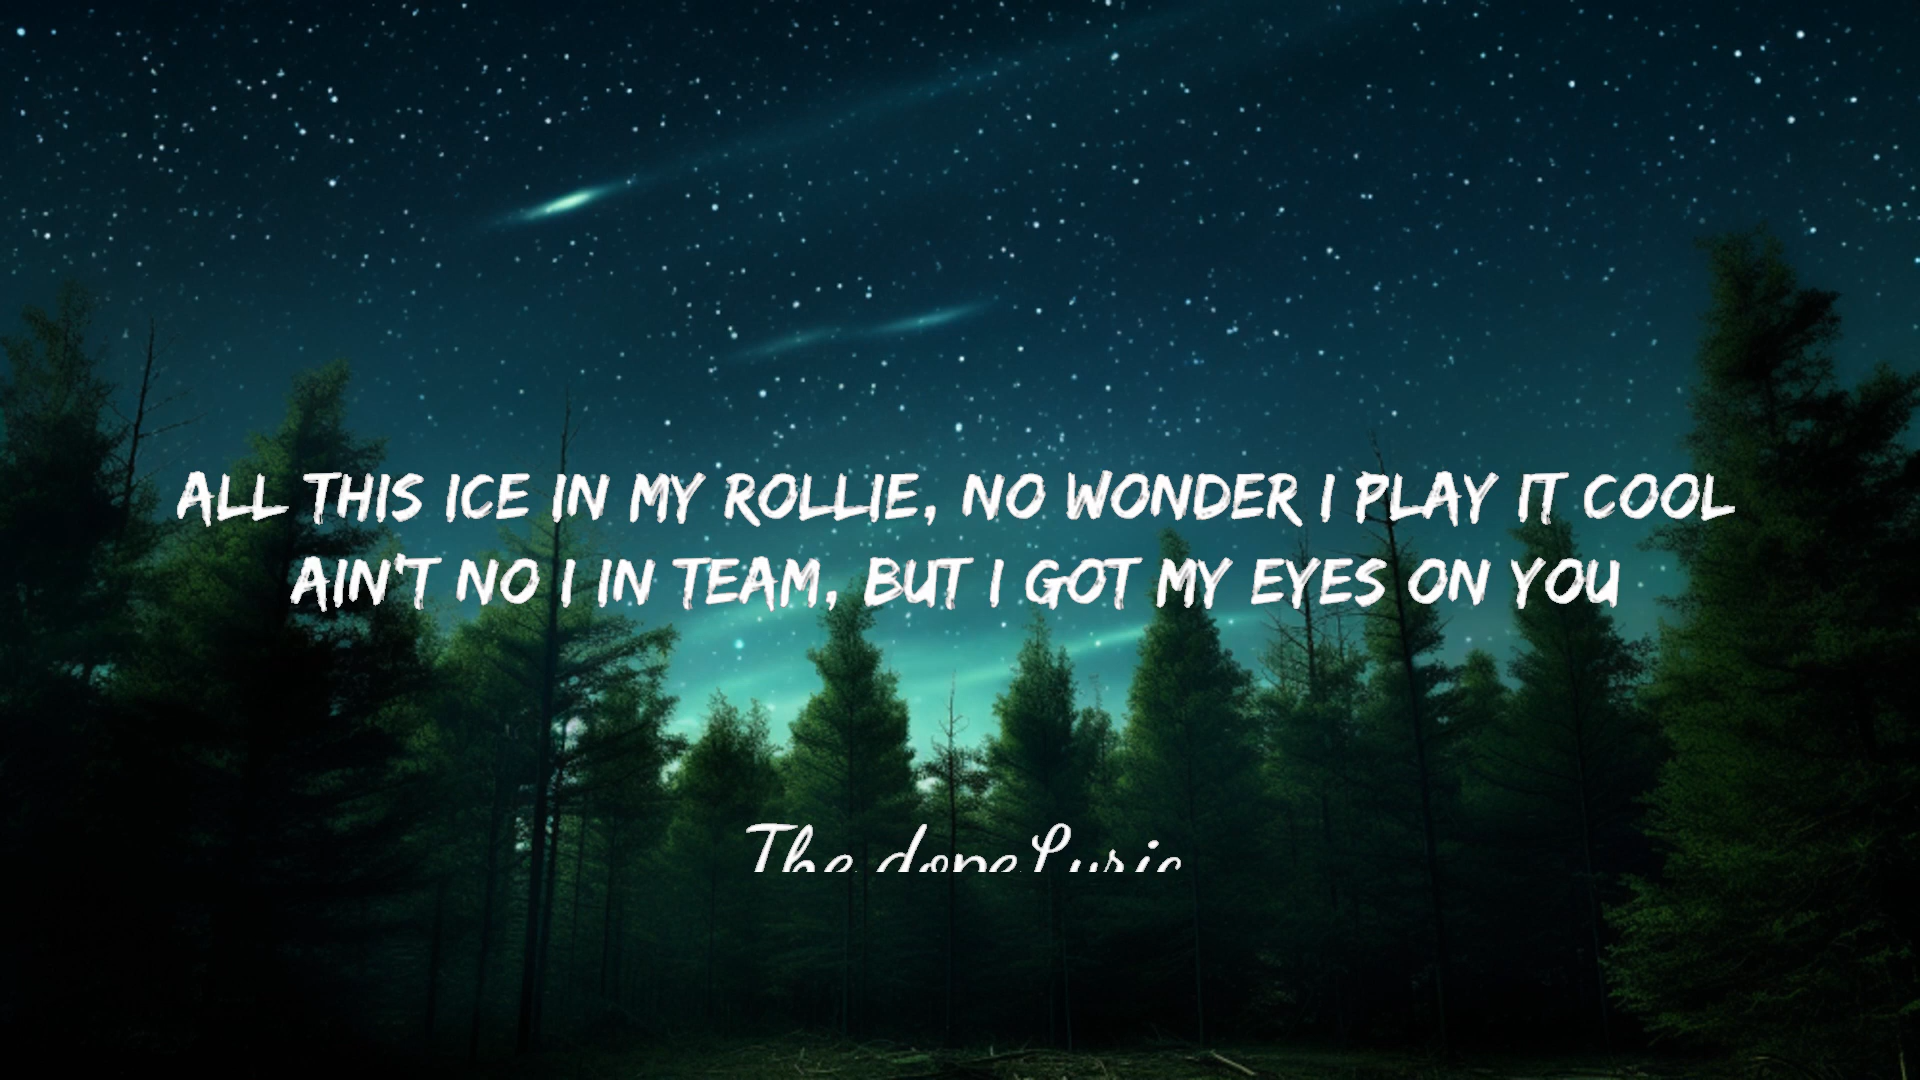 ALL THIS ICE IN MY ROLLIE, NO WONDER I PLAY IT COOL
AIN'T NO I IN TEAM, BUT I GOT MY EYES ON YOU
The dopeLyric